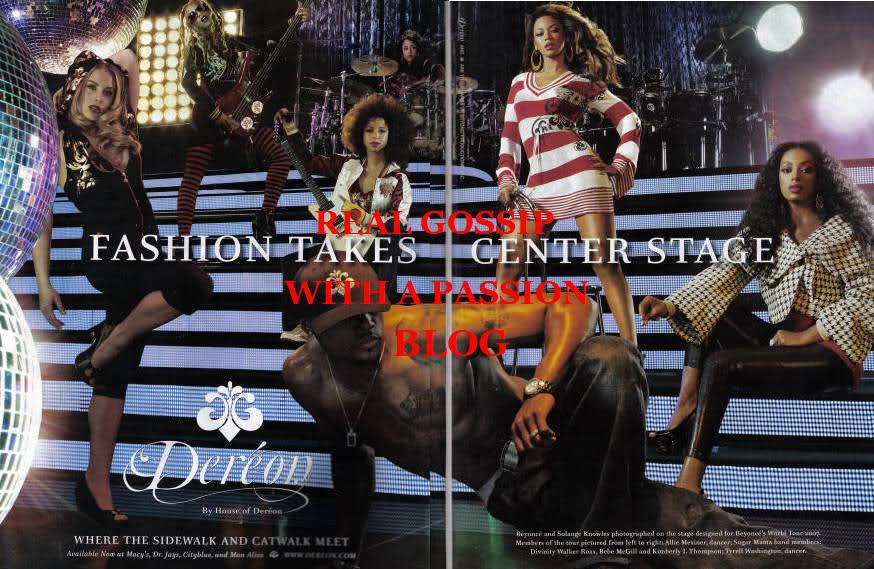 REAL GOSSIP
FASHION TAKES CENTER STAGE
WITH A PASSION
BLOG
Deréon
By House of Deréon
WHERE THE SIDEWALK AND CATWALK MEET
Available Now at Macy's, Dr. Jays, Cityblue, and Mon Alise WWW.DEREON.COM
Beyoncé and Solange Knowles photographed on the stage designed for Beyoncé's World Tour 2007.
Members of the tour pictured from left to right: Allie Meixner, dancer; Sugar Mama band members:
Divinity Walker Roxx, Bebe McGill and Kimberly J. Thompson; Tyrell Washington, dancer.